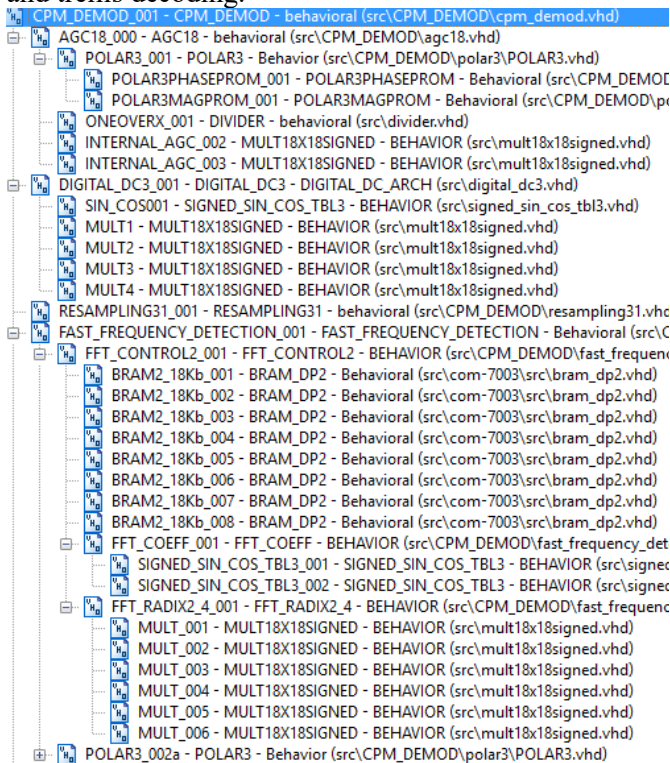 and trellis decoding.
CPM_DEMOD_001 - CPM_DEMOD - behavioral (src\CPM_DEMOD\cpm_demod.vhd)
AGC18_000 - AGC18 - behavioral (src\CPM_DEMOD\agc18.vhd)
POLAR3_001 - POLAR3 - Behavior (src\CPM_DEMOD\polar3\POLAR3.vhd)
POLAR3PHASEPROM_001 - POLAR3PHASEPROM - Behavioral (src\CPM_DEMOD
POLAR3MAGPROM_001 - POLAR3MAGPROM - Behavioral (src\CPM_DEMOD\po
ONEOVERX_001 - DIVIDER - behavioral (src\divider.vhd)
INTERNAL_AGC_002 - MULT18X18SIGNED - BEHAVIOR (src\mult18x18signed.vhd)
INTERNAL_AGC_003 - MULT18X18SIGNED - BEHAVIOR (src\mult18x18signed.vhd)
DIGITAL_DC3_001 - DIGITAL_DC3 - DIGITAL_DC_ARCH (src\digital_dc3.vhd)
SIN_COS001 - SIGNED_SIN_COS_TBL3 - BEHAVIOR (src\signed_sin_cos_tbl3.vhd)
MULT1 - MULT18X18SIGNED - BEHAVIOR (src\mult18x18signed.vhd)
MULT2 - MULT18X18SIGNED - BEHAVIOR (src\mult18x18signed.vhd)
MULT3 - MULT18X18SIGNED - BEHAVIOR (src\mult18x18signed.vhd)
MULT4 - MULT18X18SIGNED - BEHAVIOR (src\mult18x18signed.vhd)
RESAMPLING31_001 - RESAMPLING31 - behavioral (src\CPM_DEMOD\resampling31.vhd
FAST_FREQUENCY_DETECTION_001 - FAST_FREQUENCY_DETECTION - Behavioral (src\C
FFT_CONTROL2_001 - FFT_CONTROL2 - BEHAVIOR (src\CPM_DEMOD\fast_frequenc
BRAM2_18Kb_001 - BRAM_DP2 - Behavioral (src\com-7003\src\bram_dp2.vhd)
BRAM2_18Kb_002 - BRAM_DP2 - Behavioral (src\com-7003\src\bram_dp2.vhd)
BRAM2_18Kb_003 - BRAM_DP2 - Behavioral (src\com-7003\src\bram_dp2.vhd)
BRAM2_18Kb_004 - BRAM_DP2 - Behavioral (src\com-7003\src\bram_dp2.vhd)
BRAM2_18Kb_005 - BRAM_DP2 - Behavioral (src\com-7003\src\bram_dp2.vhd)
BRAM2_18Kb_006 - BRAM_DP2 - Behavioral (src\com-7003\src\bram_dp2.vhd)
BRAM2_18Kb_007 - BRAM_DP2 - Behavioral (src\com-7003\src\bram_dp2.vhd)
BRAM2_18Kb_008 - BRAM_DP2 - Behavioral (src\com-7003\src\bram_dp2.vhd)
FFT_COEFF_001 - FFT_COEFF - BEHAVIOR (src\CPM_DEMOD\fast_frequency_det
SIGNED_SIN_COS_TBL3_001 - SIGNED_SIN_COS_TBL3 - BEHAVIOR (src\signed
SIGNED_SIN_COS_TBL3_002 - SIGNED_SIN_COS_TBL3 - BEHAVIOR (src\signed
FFT_RADIX2_4_001 - FFT_RADIX2_4 - BEHAVIOR (src\CPM_DEMOD\fast_frequenc
MULT_001 - MULT18X18SIGNED - BEHAVIOR (src\mult18x18signed.vhd)
MULT_002 - MULT18X18SIGNED - BEHAVIOR (src\mult18x18signed.vhd)
MULT_003 - MULT18X18SIGNED - BEHAVIOR (src\mult18x18signed.vhd)
MULT_004 - MULT18X18SIGNED - BEHAVIOR (src\mult18x18signed.vhd)
MULT_005 - MULT18X18SIGNED - BEHAVIOR (src\mult18x18signed.vhd)
MULT_006 - MULT18X18SIGNED - BEHAVIOR (src\mult18x18signed.vhd)
POLAR3_002a - POLAR3 - Behavior (src\CPM_DEMOD\polar3\POLAR3.vhd)